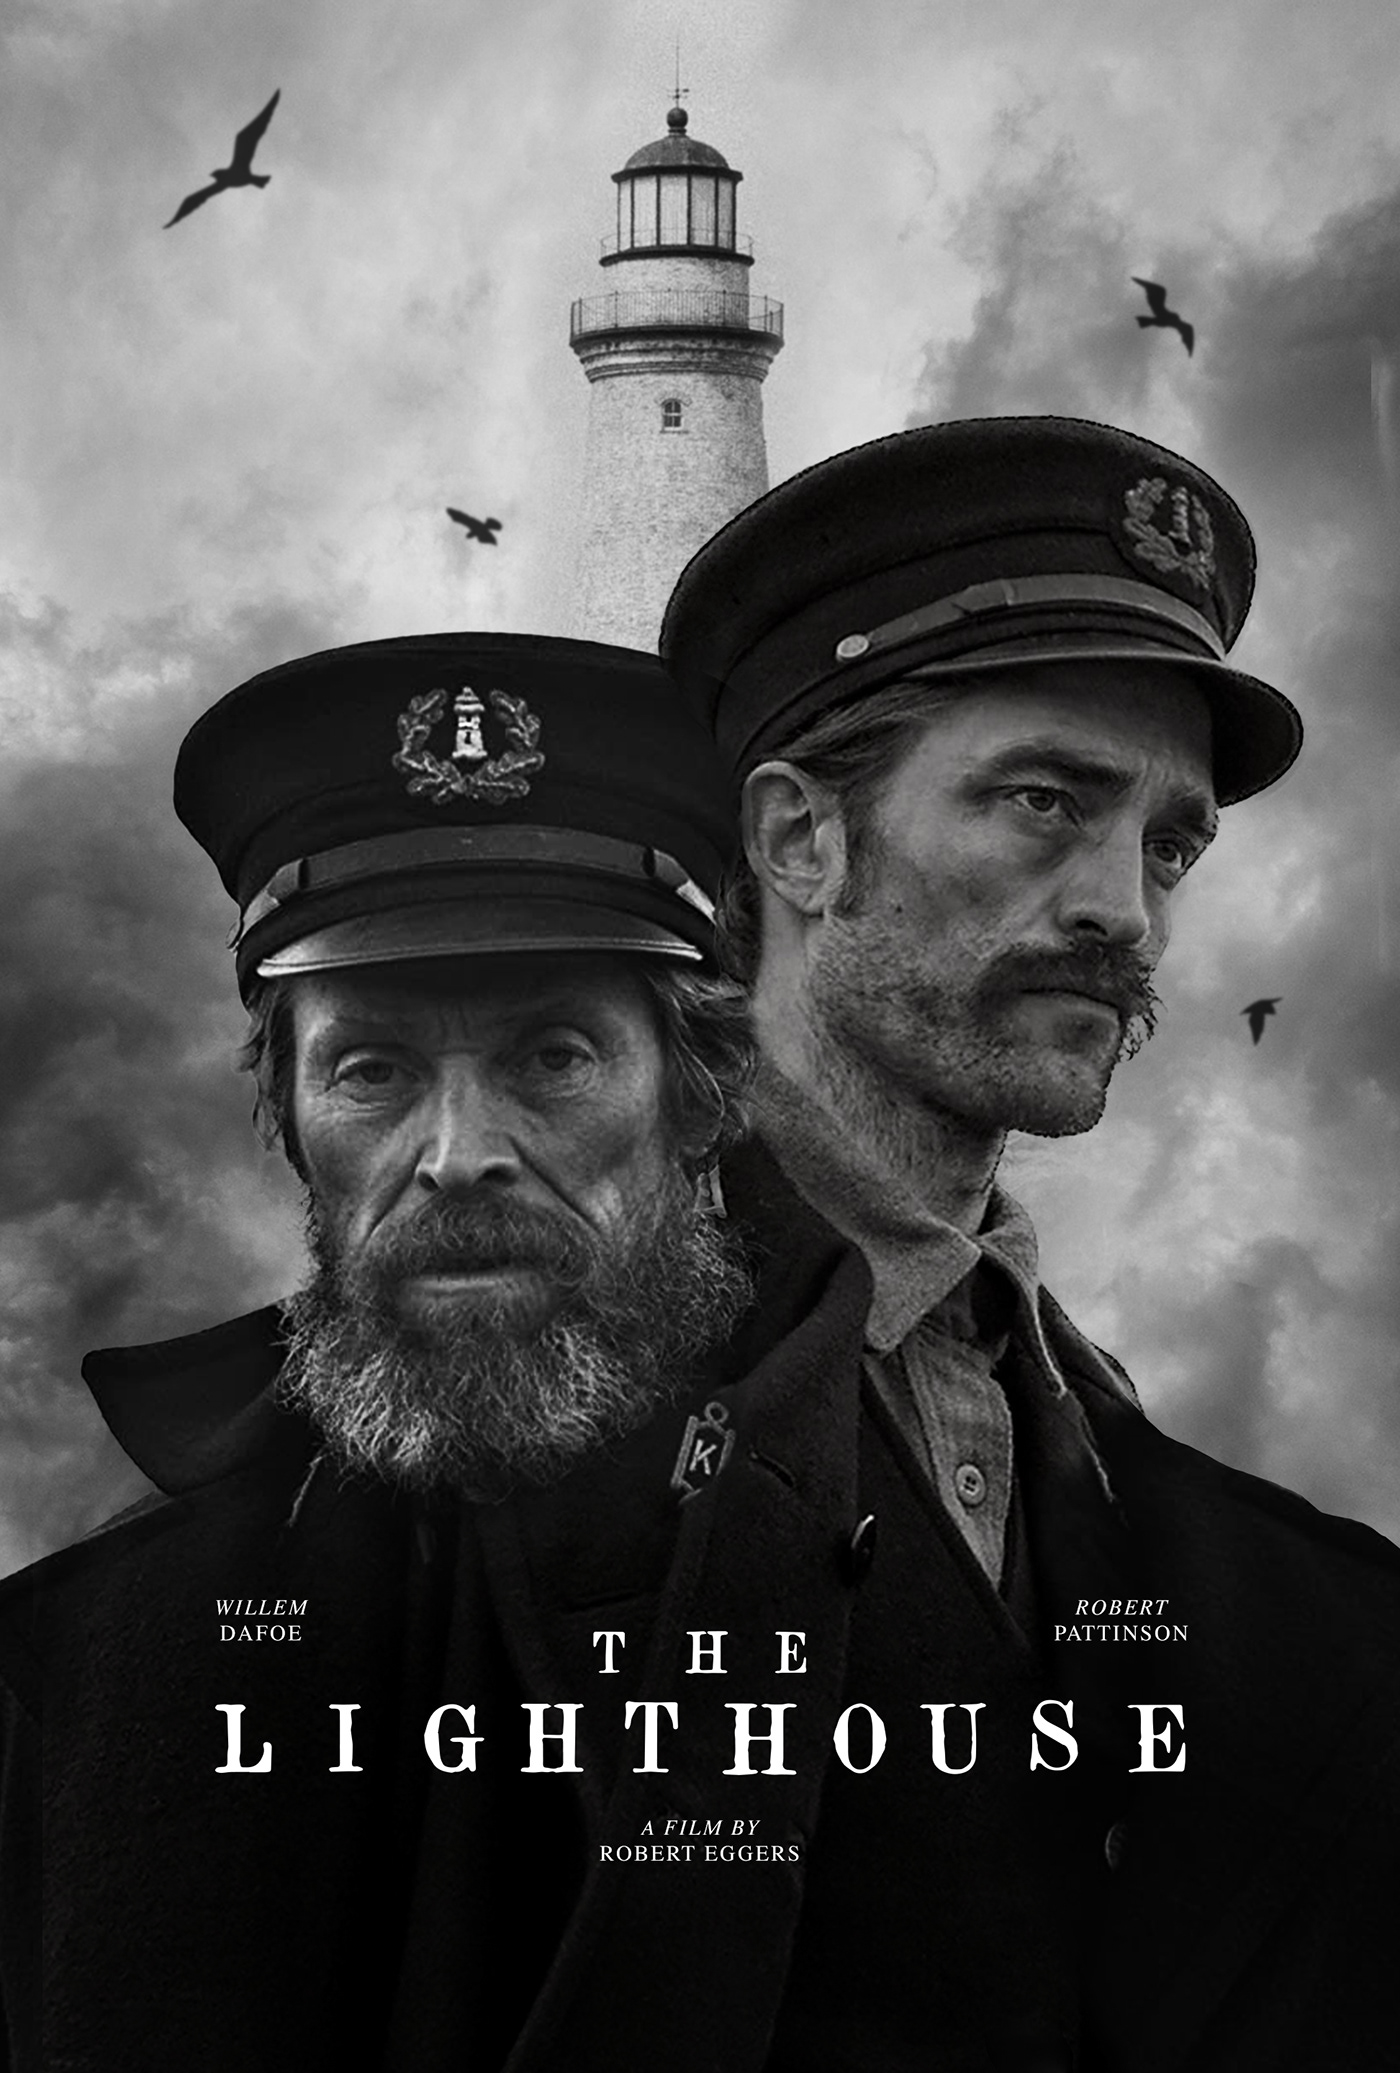 K
WILLEM
DAFOE
ROBERT
PATTINSON
THE
LIGHTHOUSE
A FILM BY
ROBERT EGGERS